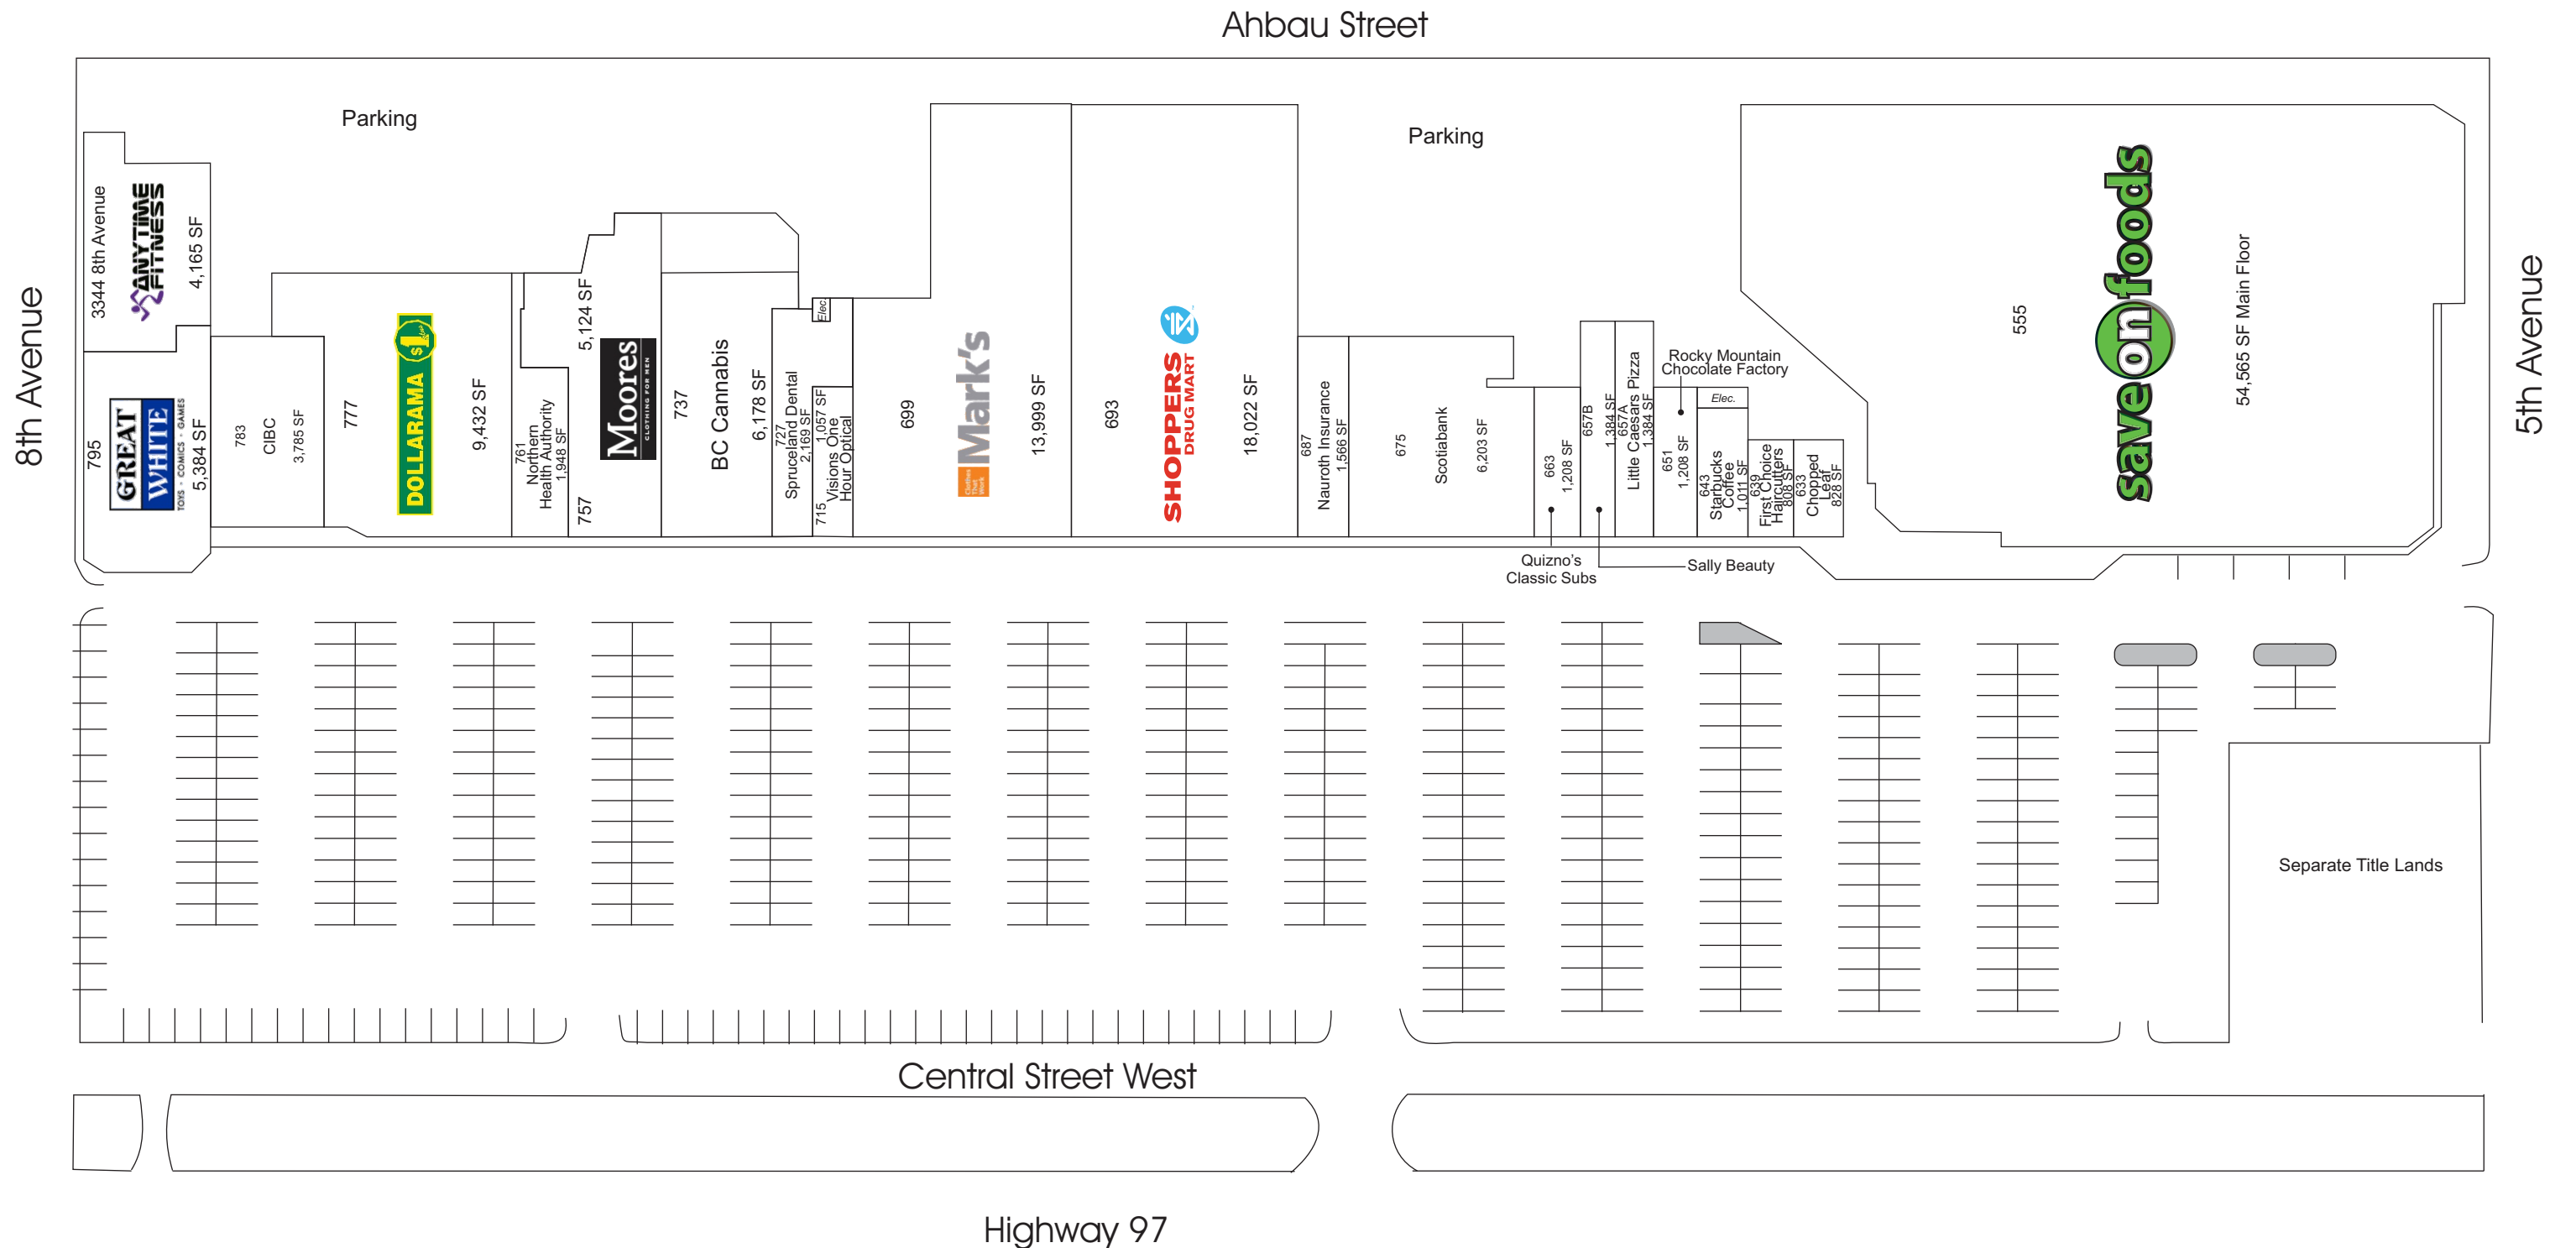 Ahbau Street
Parking
Parking
8th Avenue
5th Avenue
3344 8th Avenue
ANYTIME
FITNESS
4,165 SF
795
GREAT
WHITE
TOYS · COMICS · GAMES
5,384 SF
783
CIBC
3,785 SF
777
DOLLARAMA $1
9,432 SF
761
Northern
Health Authority
1,948 SF
757
Moores
CLOTHING FOR MEN
5,124 SF
737
BC Cannabis
6,178 SF
727
Spruceland Dental
2,169 SF
Elec.
715
1,057 SF
Visions One
Hour Optical
699
Clothes
That
Work
Mark's
13,999 SF
693
SHOPPERS
DRUG MART
18,022 SF
687
Nauroth Insurance
1,566 SF
675
Scotiabank
6,203 SF
663
1,208 SF
Quizno's
Classic Subs
657B
1,384 SF
Sally Beauty
657A
Little Caesars Pizza
1,384 SF
Rocky Mountain
Chocolate Factory
651
1,208 SF
Elec.
643
Starbucks
Coffee
1,011 SF
639
First Choice
Haircutters
808 SF
633
Chopped
Leaf
828 SF
555
save on foods
54,565 SF Main Floor
Separate Title Lands
Central Street West
Highway 97